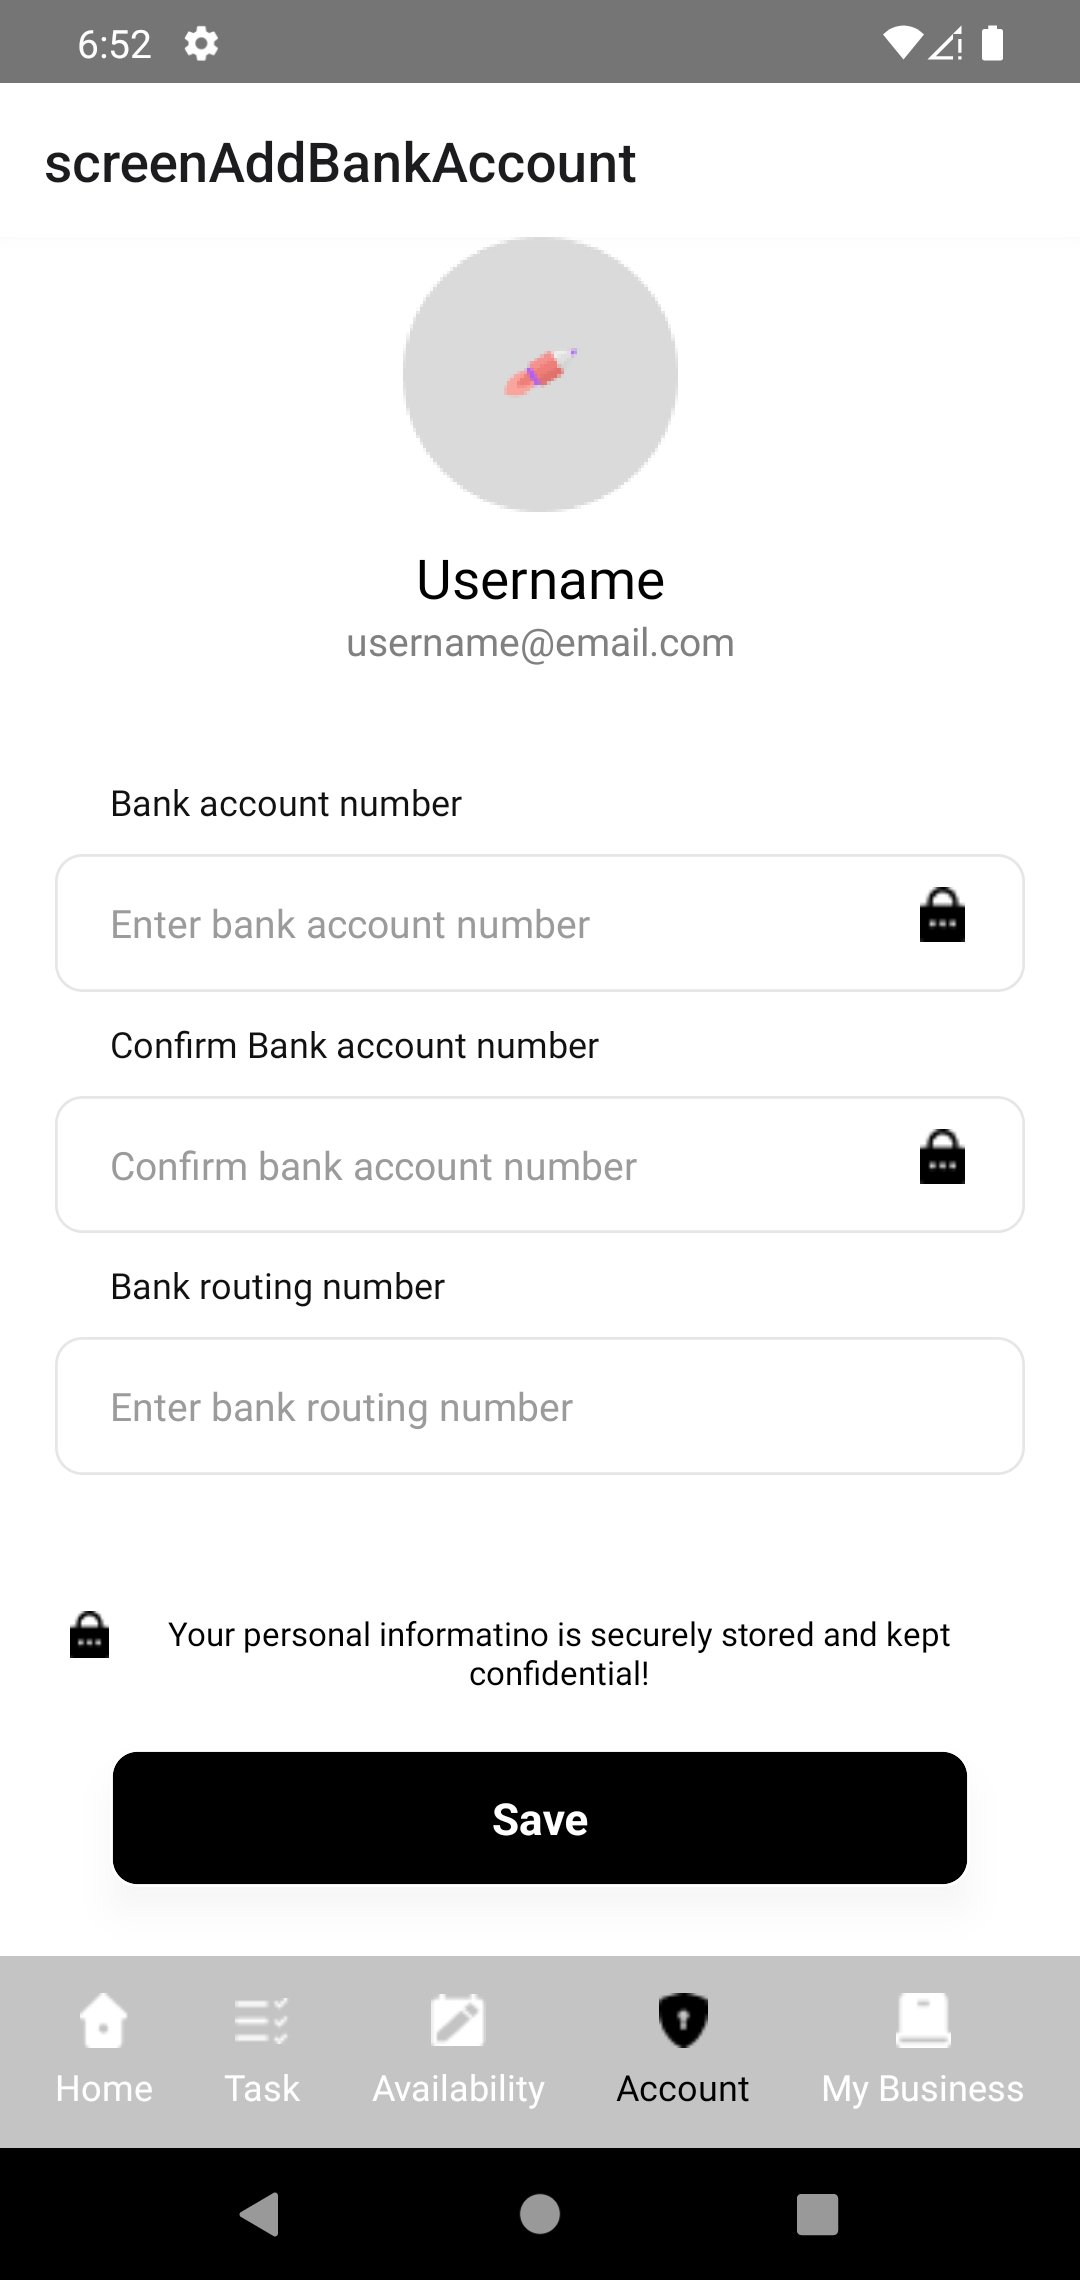 6:52
screenAddBankAccount
Username
username@email.com
Bank account number
Enter bank account number
Confirm Bank account number
Confirm bank account number
Bank routing number
Enter bank routing number
Your personal informatino is securely stored and kept
confidential!
Save
Home Task Availability Account My Business